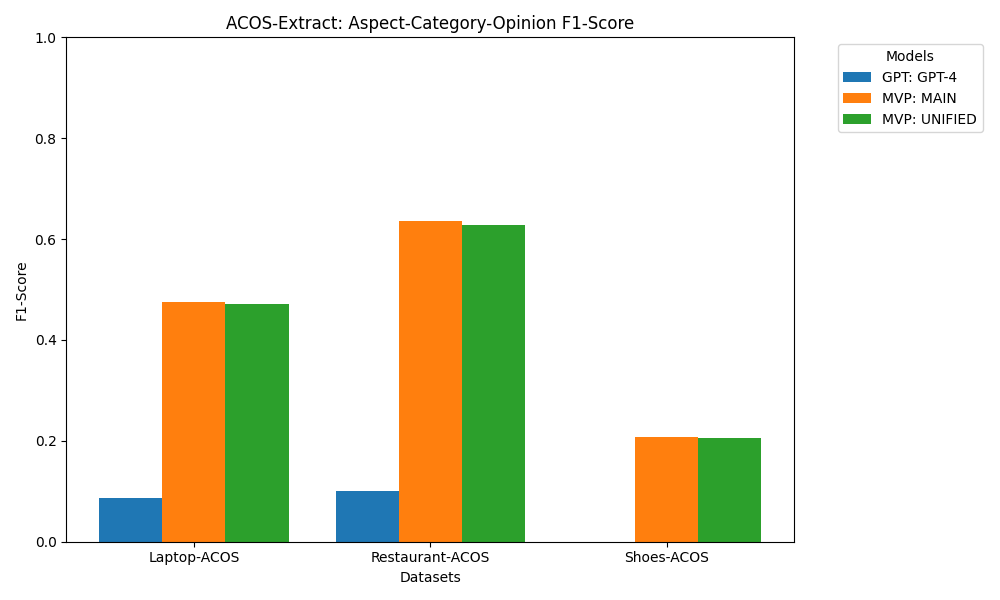 ACOS-Extract: Aspect-Category-Opinion F1-Score
Models
GPT: GPT-4
MVP: MAIN
MVP: UNIFIED
F1-Score
1.0
0.8
0.6
0.4
0.2
0.0
Laptop-ACOS
Restaurant-ACOS
Shoes-ACOS
Datasets